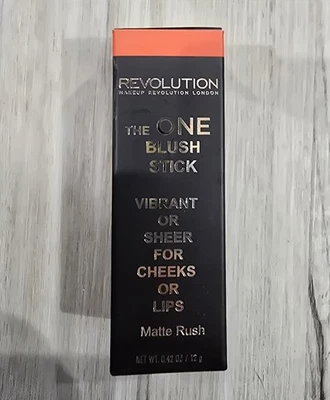 REVOLUTION
MAKEUP REVOLUTION LONDON
THE ONE
BLUSH
STICK
VIBRANT
OR
SHEER
FOR
CHEEKS
OR
LIPS
Matte Rush
NET WT. 0.42 OZ / 12 g